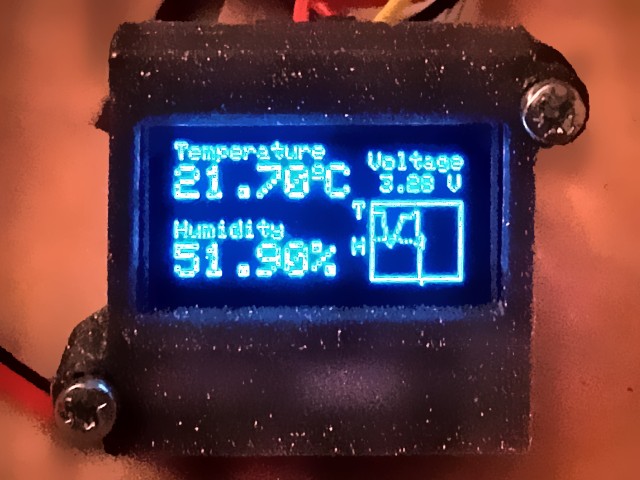 Temperature
21.70°C
Voltage
3.28 V
Humidity
51.90%
T
H